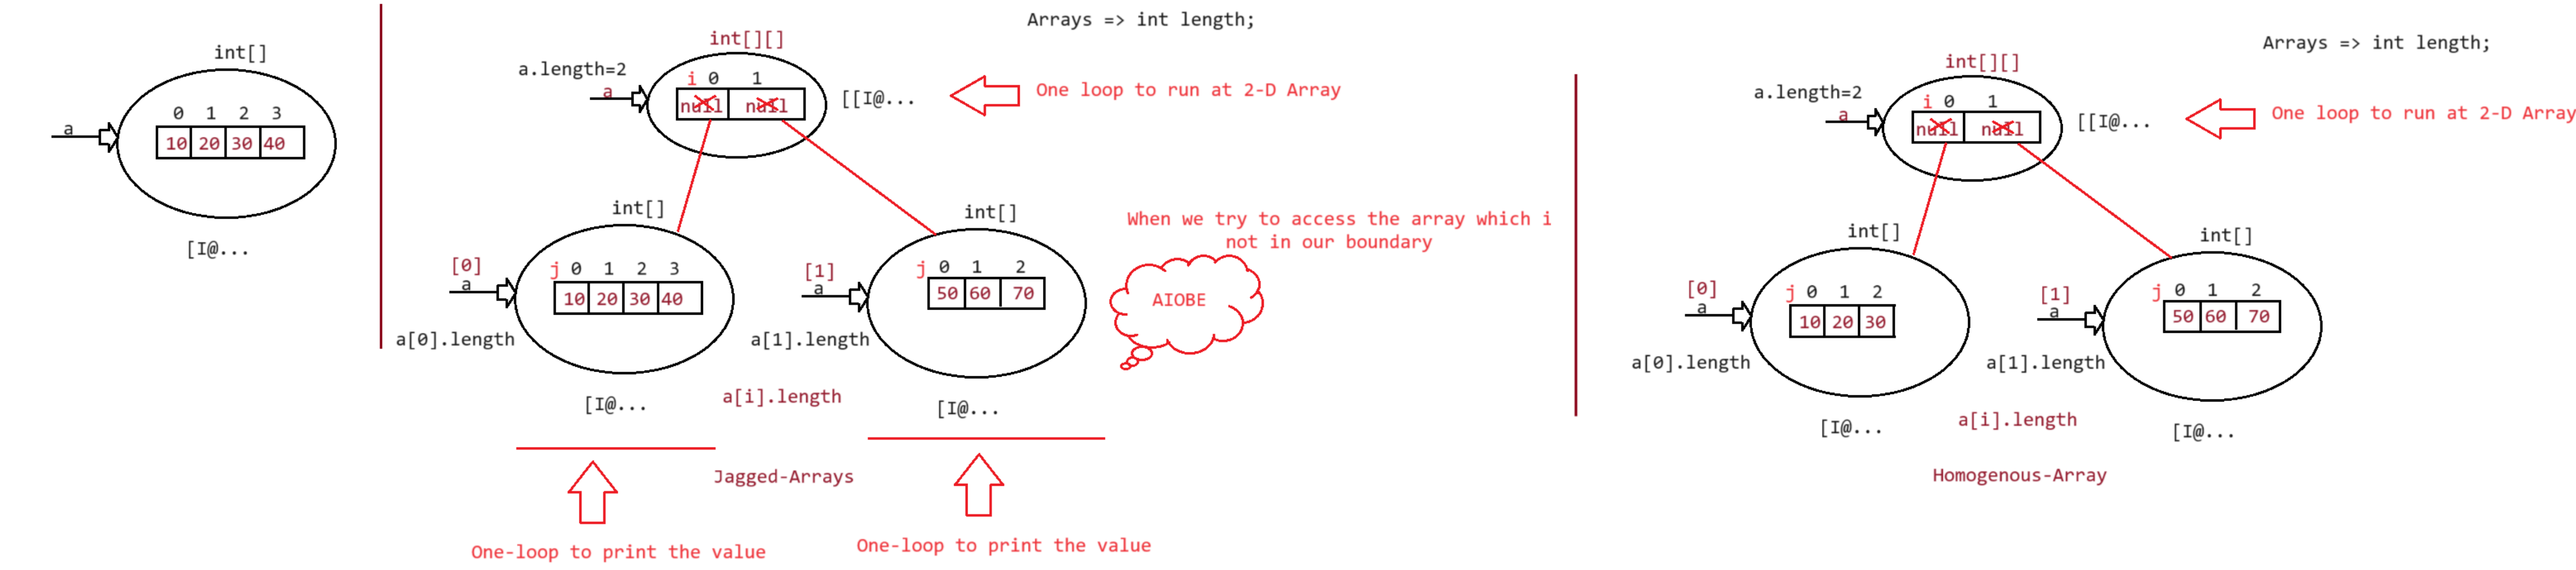 int[]
0 1 2 3
a
10 20 30 40
[I@...
Arrays => int length;
int[][]
a.length=2
i 0 1
a
null null
[[I@...
One loop to run at 2-D Array
int[]
[0]
a
j 0 1 2 3
10 20 30 40
a[0].length
[I@...
int[]
[1]
a
j 0 1 2
50 60 70
a[1].length
[I@...
a[i].length
When we try to access the array which i
not in our boundary
AIOBE
Jagged-Arrays
One-loop to print the value
One-loop to print the value
Arrays => int length;
int[][]
a.length=2
i 0 1
a
null null
[[I@...
One loop to run at 2-D Array
int[]
[0]
a
j 0 1 2
10 20 30
a[0].length
[I@...
int[]
[1]
a
j 0 1 2
50 60 70
a[1].length
[I@...
a[i].length
Homogenous-Array